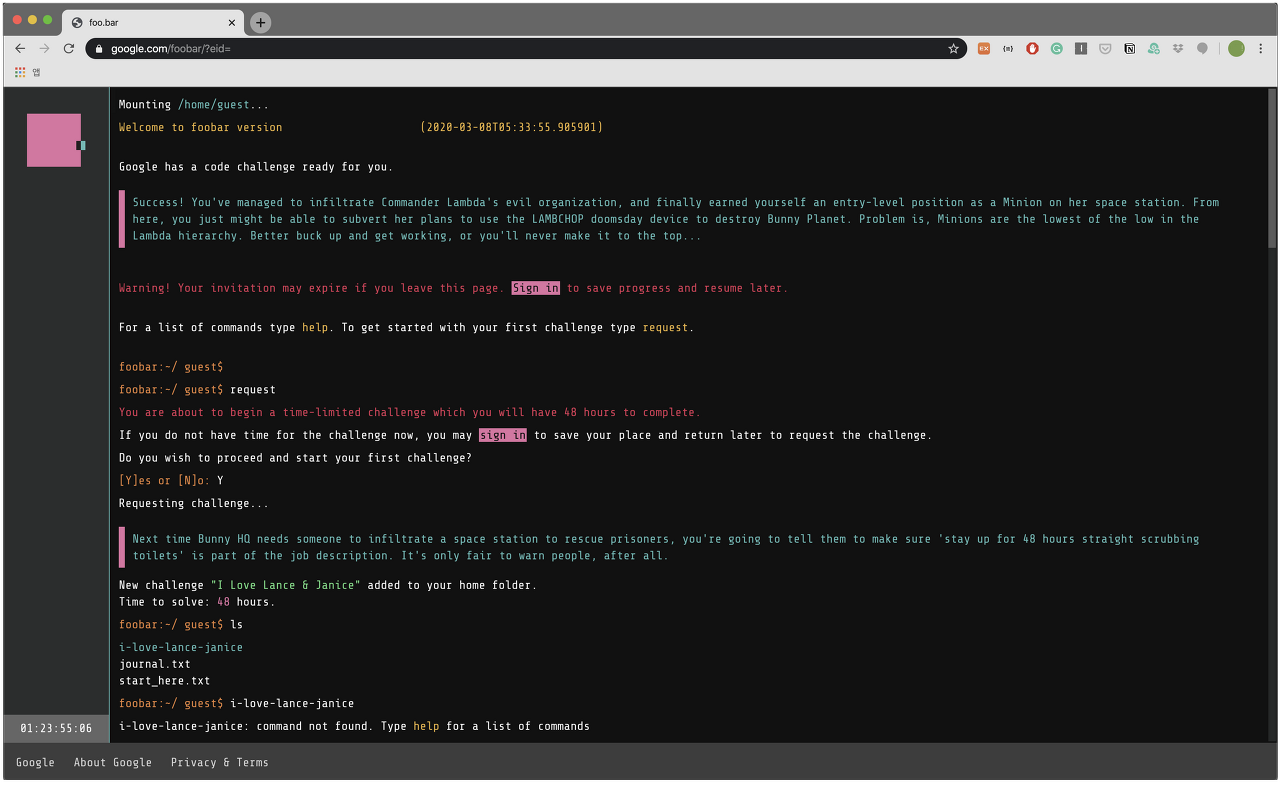 foo.bar
google.com/foobar/?eid=
EX
앱
Mounting /home/guest...
Welcome to foobar version (2020-03-08T05:33:55.905901)
Google has a code challenge ready for you.
Success! You've managed to infiltrate Commander Lambda's evil organization, and finally earned yourself an entry-level position as a Minion on her space station. From
here, you just might be able to subvert her plans to use the LAMBCHOP doomsday device to destroy Bunny Planet. Problem is, Minions are the lowest of the low in the
Lambda hierarchy. Better buck up and get working, or you'll never make it to the top...
Warning! Your invitation may expire if you leave this page. Sign in to save progress and resume later.
For a list of commands type help. To get started with your first challenge type request.
foobar:~/ guest$
foobar:~/ guest$ request
You are about to begin a time-limited challenge which you will have 48 hours to complete.
If you do not have time for the challenge now, you may sign in to save your place and return later to request the challenge.
Do you wish to proceed and start your first challenge?
[Y]es or [N]o: Y
Requesting challenge...
Next time Bunny HQ needs someone to infiltrate a space station to rescue prisoners, you're going to tell them to make sure 'stay up for 48 hours straight scrubbing
toilets' is part of the job description. It's only fair to warn people, after all.
New challenge "I Love Lance & Janice" added to your home folder.
Time to solve: 48 hours.
foobar:~/ guest$ ls
i-love-lance-janice
journal.txt
start_here.txt
foobar:~/ guest$ i-love-lance-janice
i-love-lance-janice: command not found. Type help for a list of commands
01:23:55:06
Google About Google Privacy & Terms